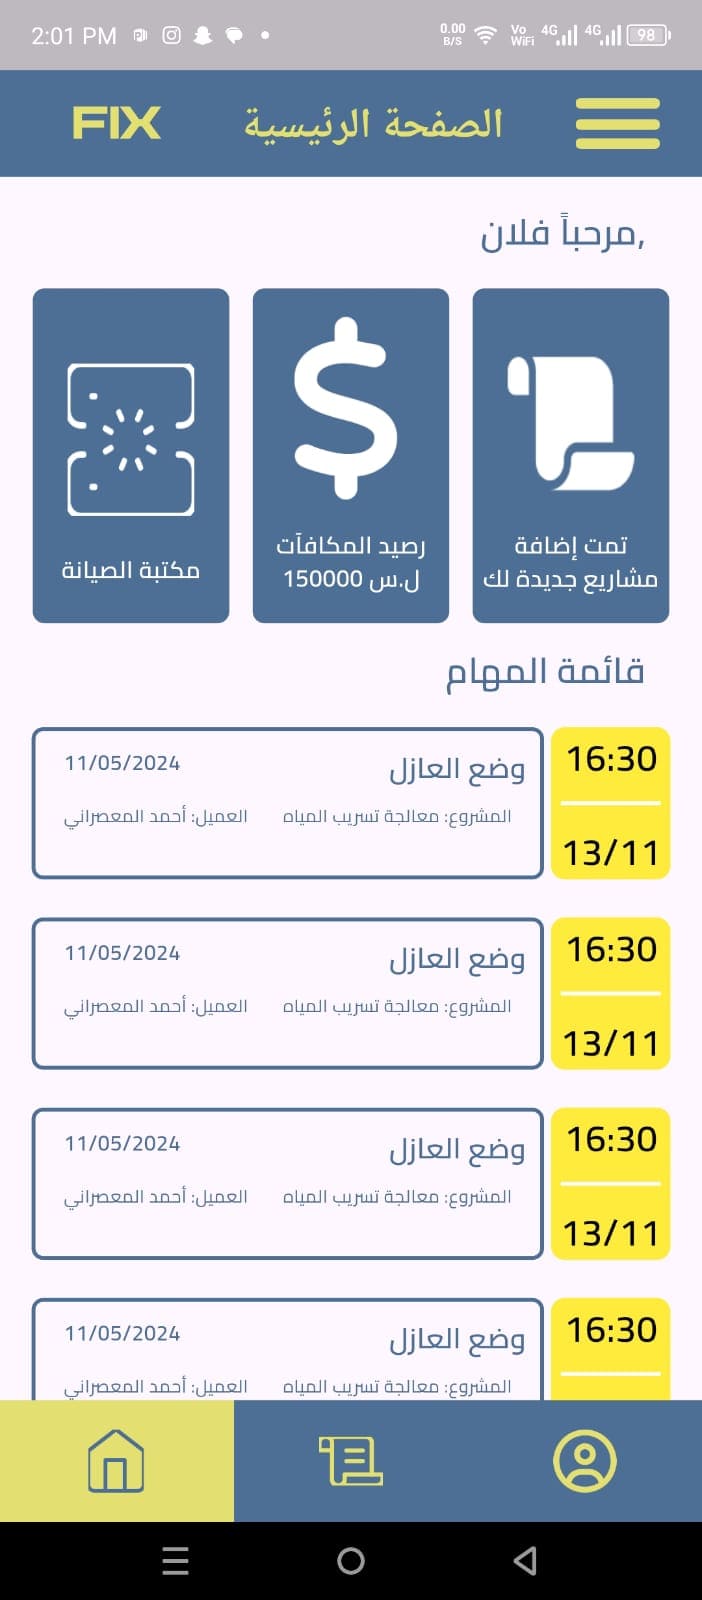 2:01 PM
0.00 B/S
Vo WiFi 4G 4G 98
الصفحة الرئيسية
FIX
مرحباً فلان,
تمت إضافة
مشاريع جديدة لك
رصيد المكافآت
150000 ل.س
مكتبة الصيانة
قائمة المهام
16:30
13/11
وضع العازل
11/05/2024
المشروع: معالجة تسريب المياه
العميل: أحمد المعصراني
16:30
13/11
وضع العازل
11/05/2024
المشروع: معالجة تسريب المياه
العميل: أحمد المعصراني
16:30
13/11
وضع العازل
11/05/2024
المشروع: معالجة تسريب المياه
العميل: أحمد المعصراني
16:30
وضع العازل
11/05/2024
المشروع: معالجة تسريب المياه
العميل: أحمد المعصراني